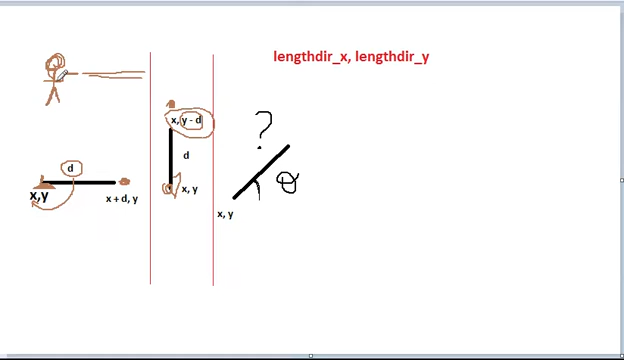 lengthdir_x, lengthdir_y
x, y - d
?
d
d
θ
x,y
x + d, y
x, y
x, y